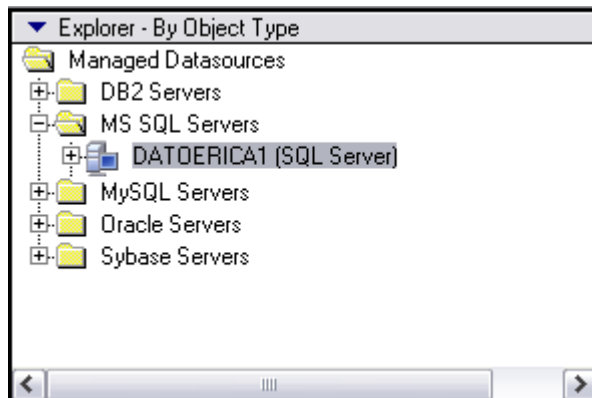 Explorer - By Object Type
Managed Datasources
DB2 Servers
MS SQL Servers
DATOERICA1 (SQL Server)
MySQL Servers
Oracle Servers
Sybase Servers